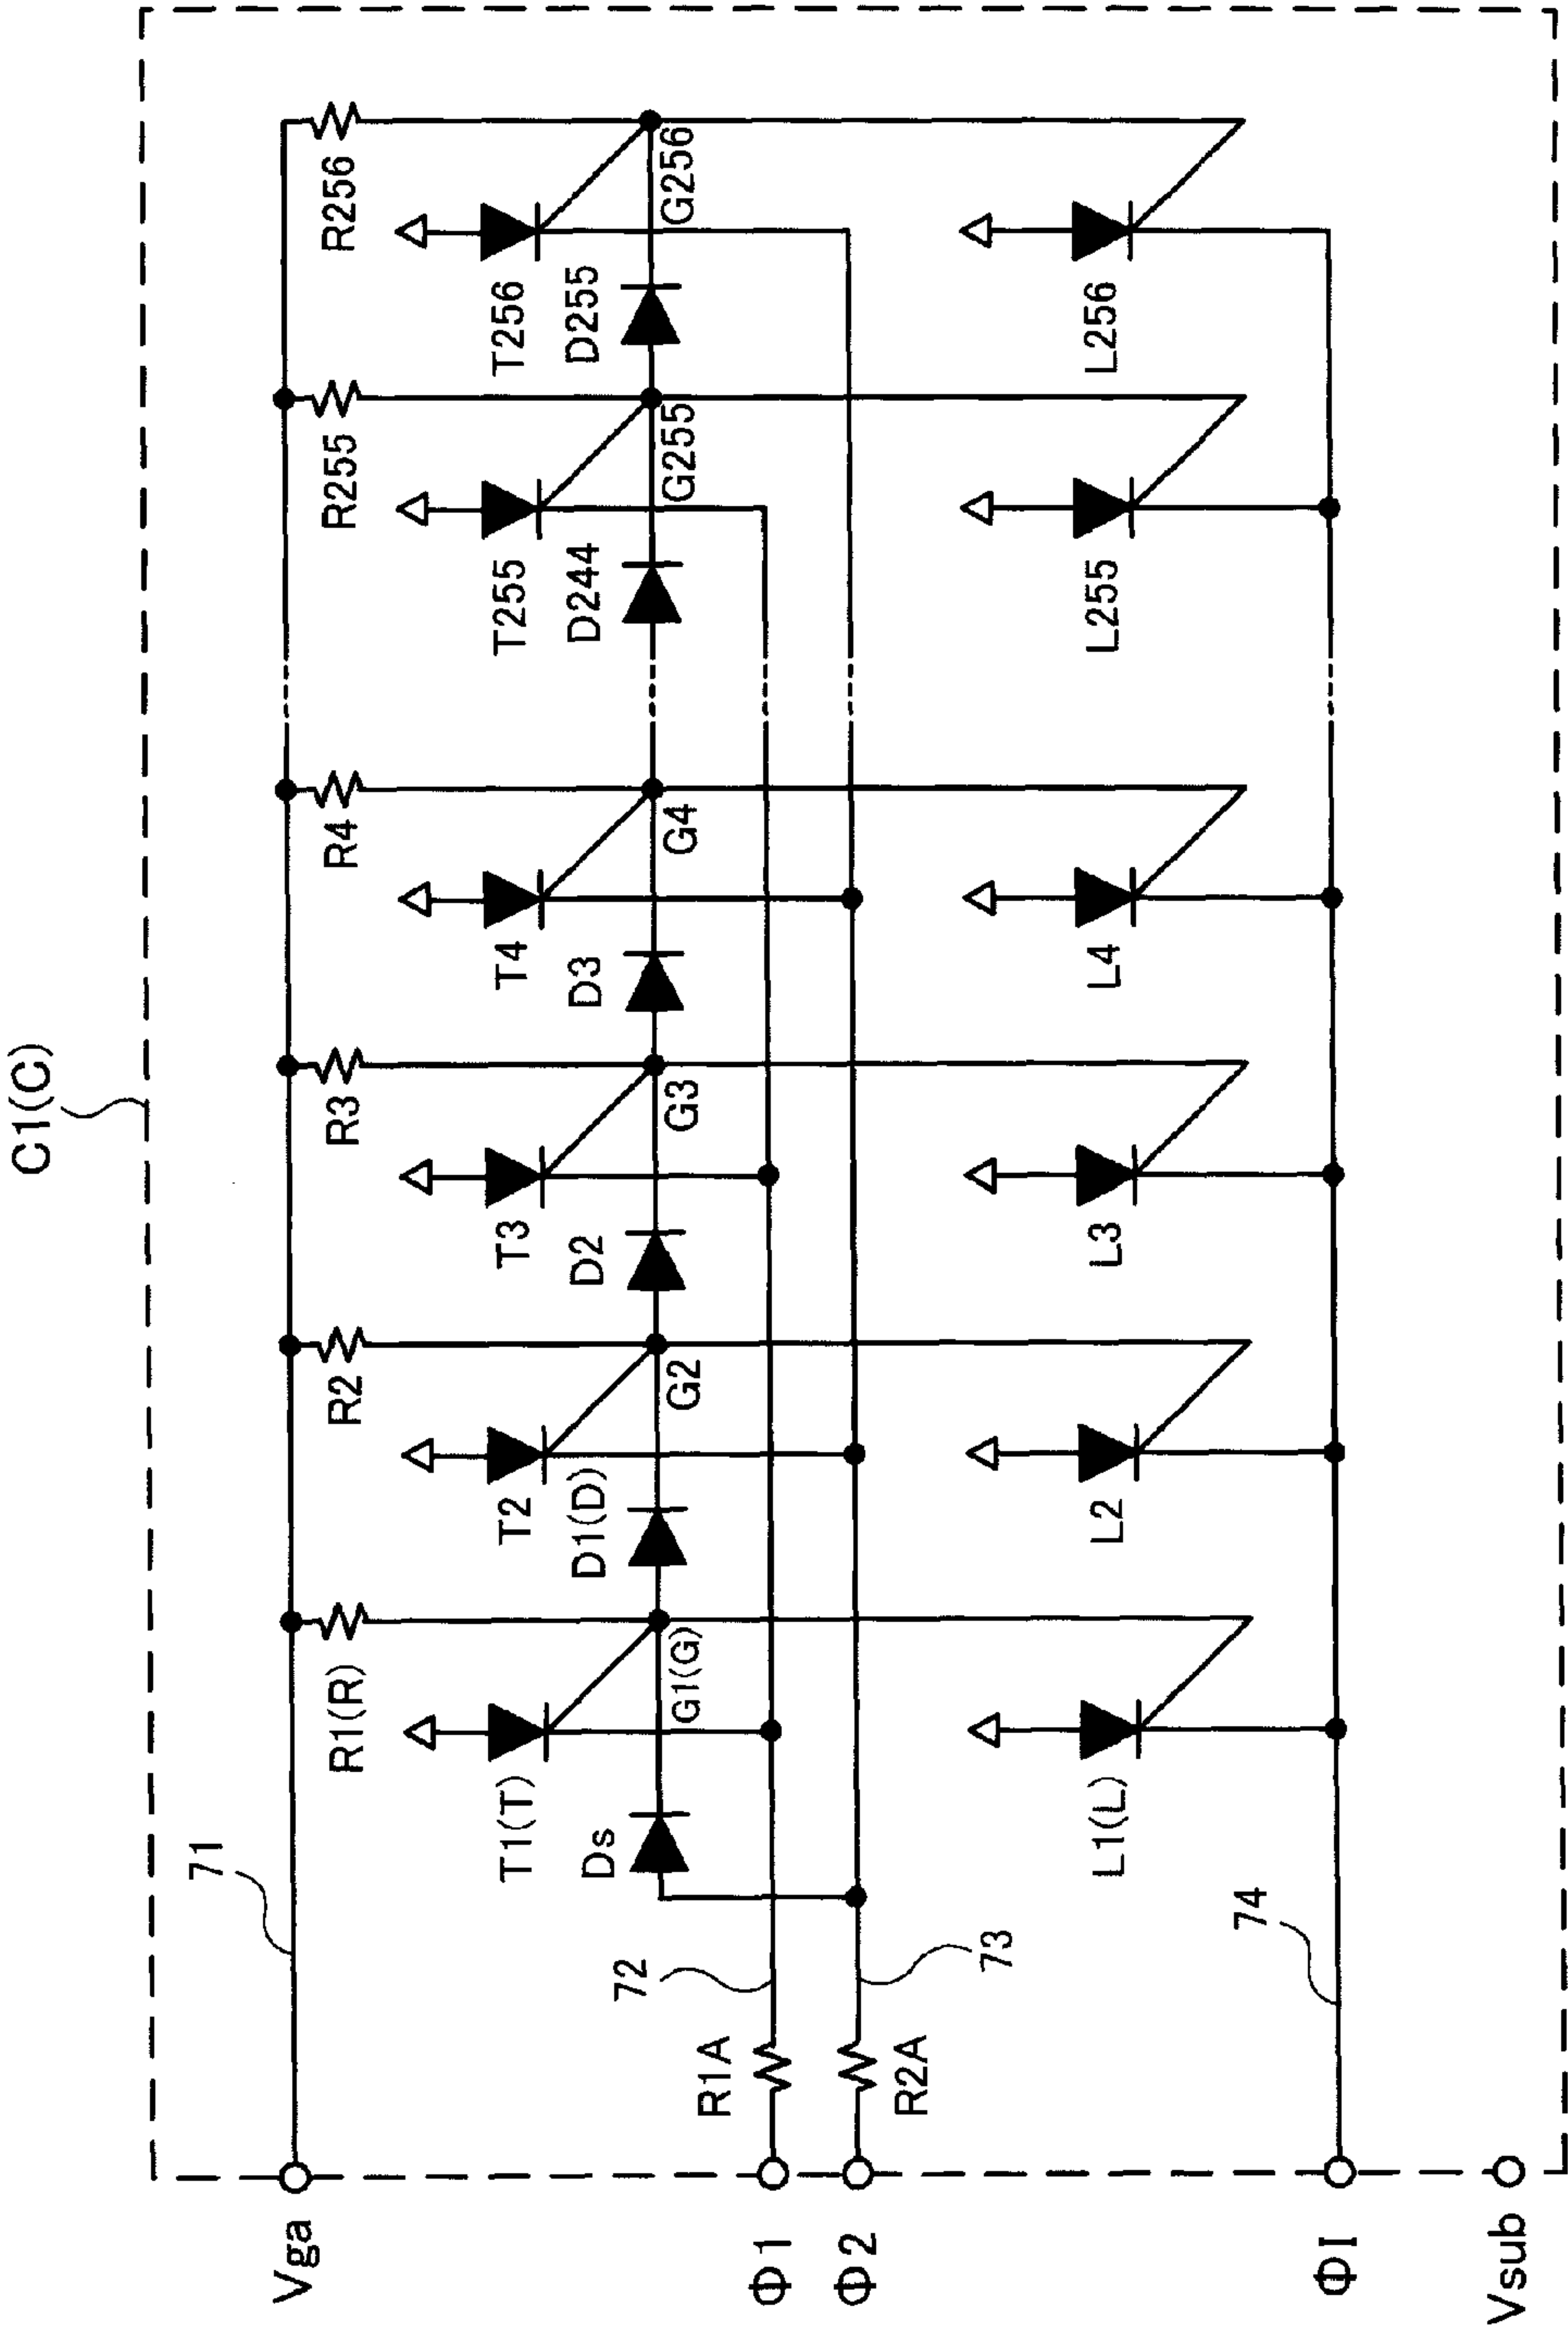 C1(C)
Vga
71
R1(R)
R2
R3
R4
R255
R256
T1(T)
T2
T3
T4
T255
T256
Ds
D1(D)
D2
D3
D244
D255
G1(G)
G2
G3
G4
G255
G256
Φ1
R1A
72
Φ2
R2A
73
L1(L)
L2
L3
L4
L255
L256
ΦI
74
Vsub